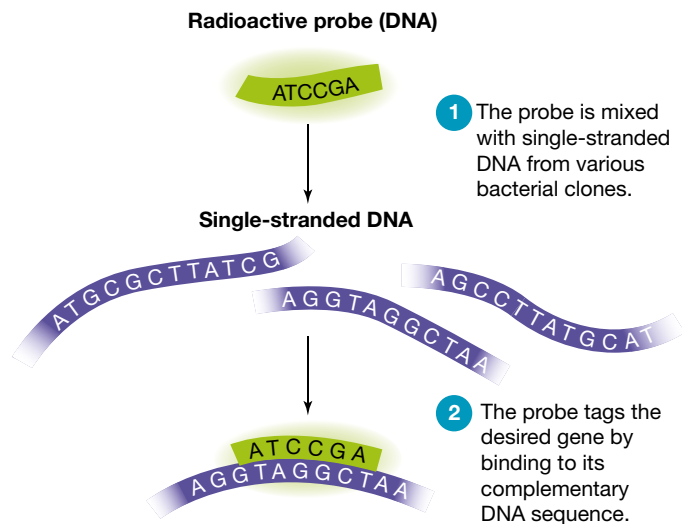 Radioactive probe (DNA)
ATCCGA
1 The probe is mixed
with single-stranded
DNA from various
bacterial clones.
Single-stranded DNA
ATGCGCTTATCG
AGGTAGGCTAA
AGCCTTATGCAT
2 The probe tags the
desired gene by
binding to its
complementary
DNA sequence.
ATCCGA
AGGTAGGCTAA